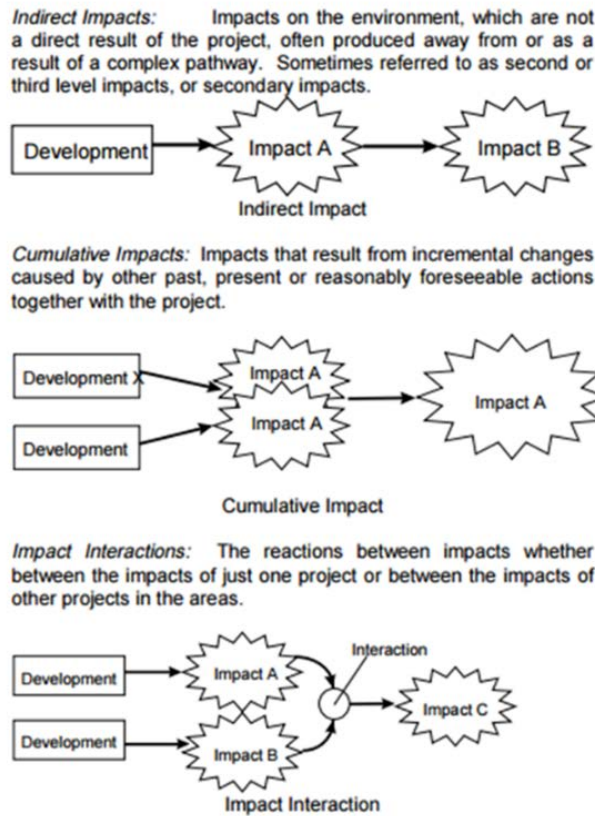 Indirect Impacts: Impacts on the environment, which are not
a direct result of the project, often produced away from or as a
result of a complex pathway. Sometimes referred to as second or
third level impacts, or secondary impacts.
Development
Impact A
Impact B
Indirect Impact
Cumulative Impacts: Impacts that result from incremental changes
caused by other past, present or reasonably foreseeable actions
together with the project.
Development X
Impact A
Impact A
Development
Impact A
Cumulative Impact
Impact Interactions: The reactions between impacts whether
between the impacts of just one project or between the impacts of
other projects in the areas.
Interaction
Development
Impact A
Impact C
Development
Impact B
Impact Interaction